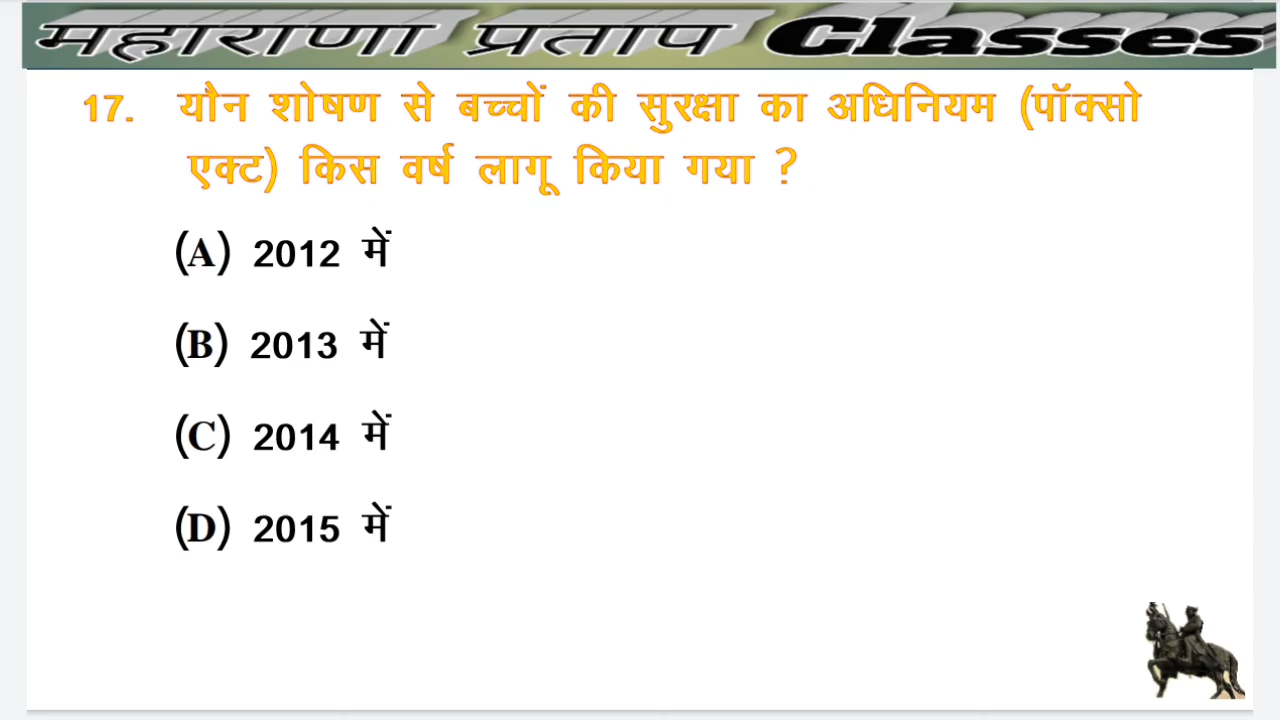 महाराणा प्रताप Classes
17. यौन शोषण से बच्चों की सुरक्षा का अधिनियम (पॉक्सो
एक्ट) किस वर्ष लागू किया गया ?
(A) 2012 में
(B) 2013 में
(C) 2014 में
(D) 2015 में